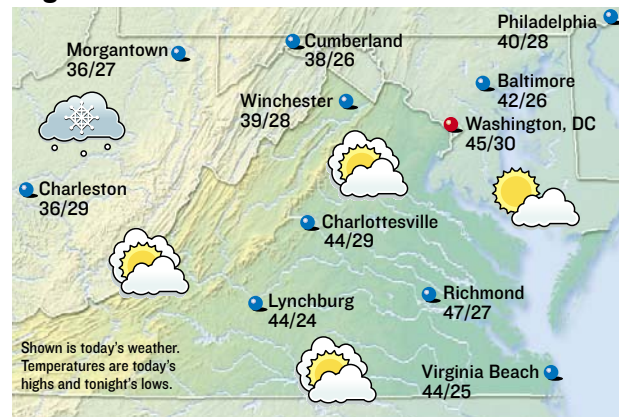 Philadelphia
40/28
Morgantown
36/27
Cumberland
38/26
Baltimore
42/26
Winchester
39/28
Washington, DC
45/30
Charleston
36/29
Charlottesville
44/29
Lynchburg
44/24
Richmond
47/27
Shown is today's weather.
Temperatures are today's
highs and tonight's lows.
Virginia Beach
44/25